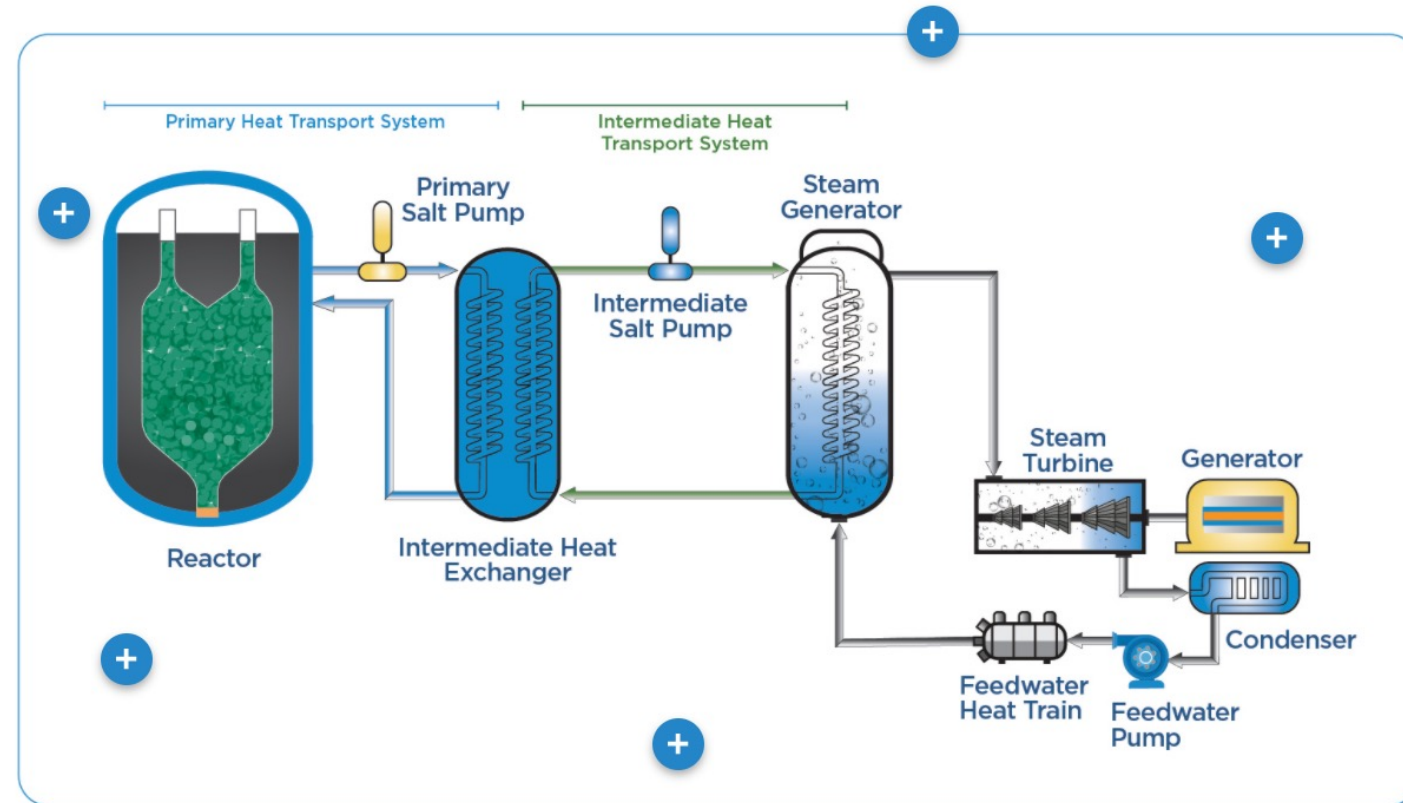 Primary Heat Transport System
Intermediate Heat
Transport System
Primary
Salt Pump
Steam
Generator
Intermediate
Salt Pump
Steam
Turbine
Generator
Reactor
Intermediate Heat
Exchanger
Condenser
Feedwater
Heat Train
Feedwater
Pump